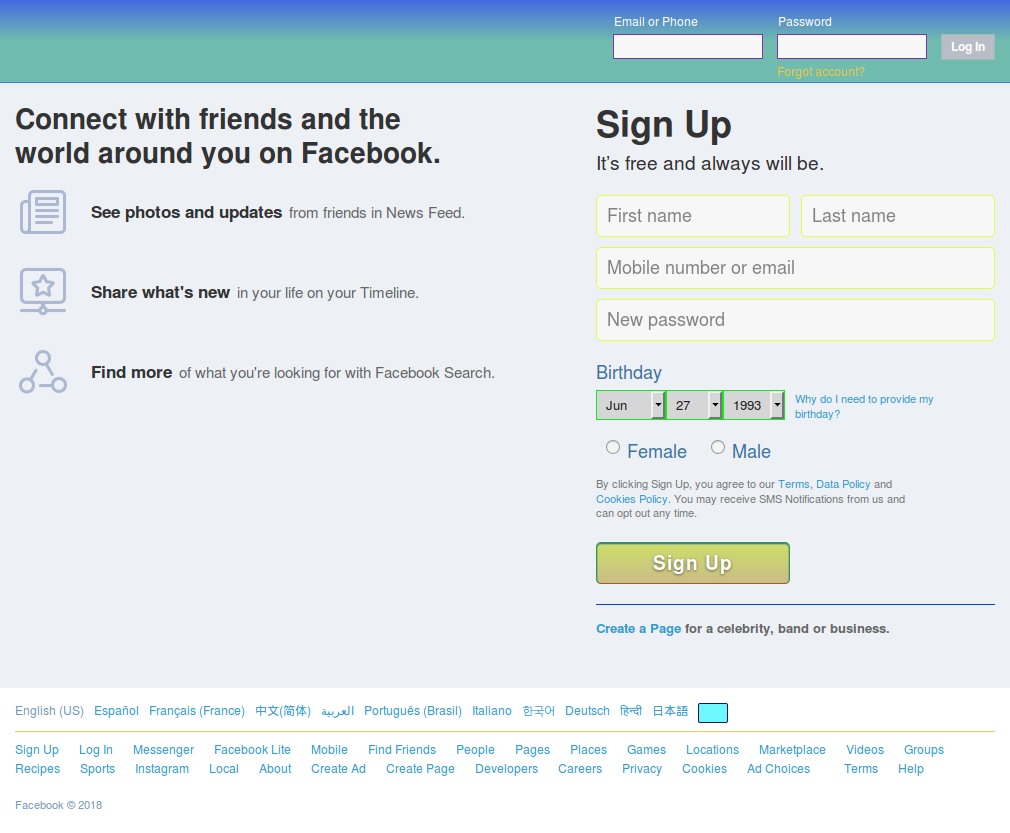 Email or Phone
Password
Log In
Forgot account?
Connect with friends and the
world around you on Facebook.
See photos and updates from friends in News Feed.
Share what's new in your life on your Timeline.
Find more of what you're looking for with Facebook Search.
Sign Up
It's free and always will be.
First name
Last name
Mobile number or email
New password
Birthday
Jun 27 1993
Why do I need to provide my
birthday?
Female Male
By clicking Sign Up, you agree to our Terms, Data Policy and
Cookies Policy. You may receive SMS Notifications from us and
can opt out any time.
Sign Up
Create a Page for a celebrity, band or business.
English (US) Español Français (France) 中文(简体) العربية Português (Brasil) Italiano 한국어 Deutsch हिन्दी 日本語
Sign Up Log In Messenger Facebook Lite Mobile Find Friends People Pages Places Games Locations Marketplace Videos Groups
Recipes Sports Instagram Local About Create Ad Create Page Developers Careers Privacy Cookies Ad Choices Terms Help
Facebook © 2018